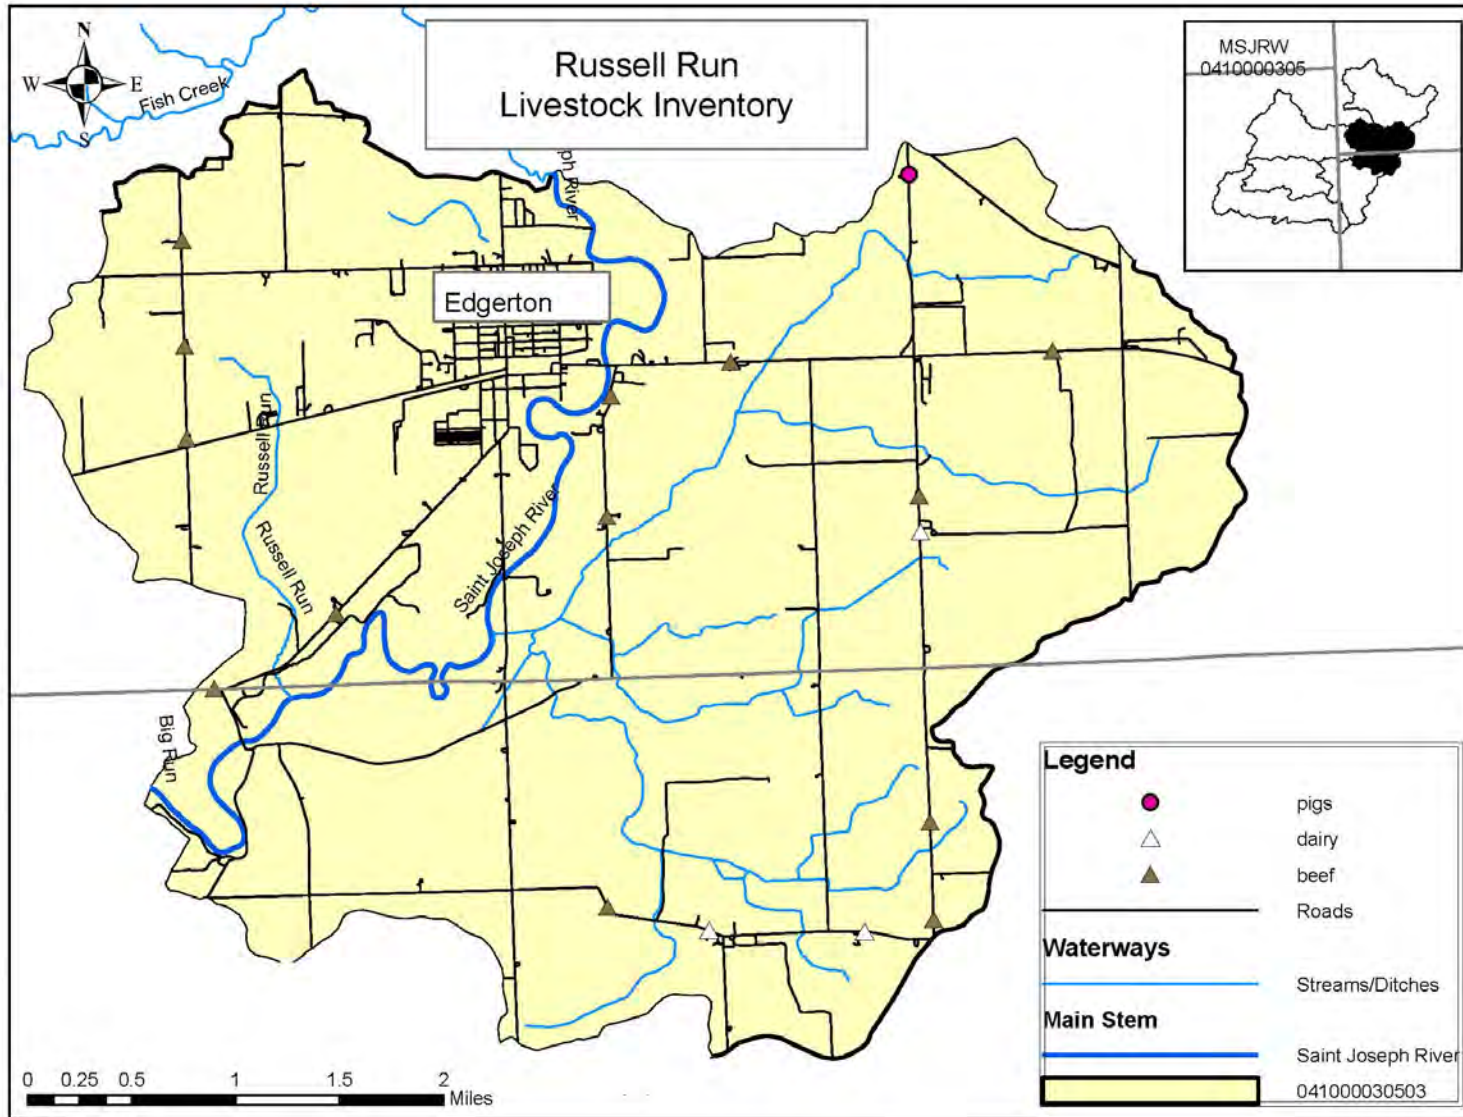 Russell Run
Livestock Inventory
N
W
E
S
Fish Creek
MSJRW
0410000305
ph River
Edgerton
Russell Run
Russell Run
Saint Joseph River
Big Run
Legend
pigs
dairy
beef
Roads
Waterways
Streams/Ditches
Main Stem
Saint Joseph River
041000030503
0 0.25 0.5 1 1.5 2
Miles